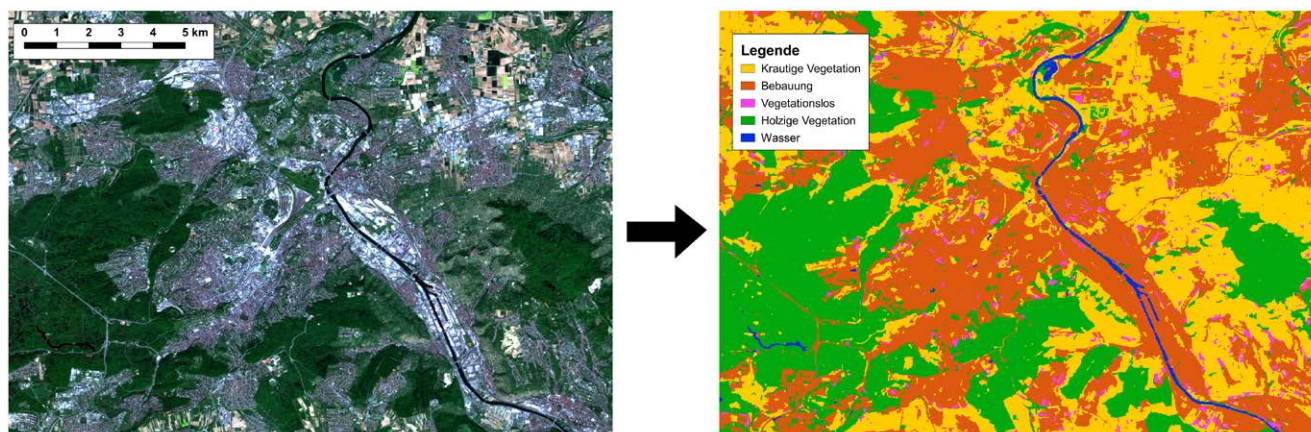 0 1 2 3 4 5 km
Legende
Krautige Vegetation
Bebauung
Vegetationslos
Holzige Vegetation
Wasser